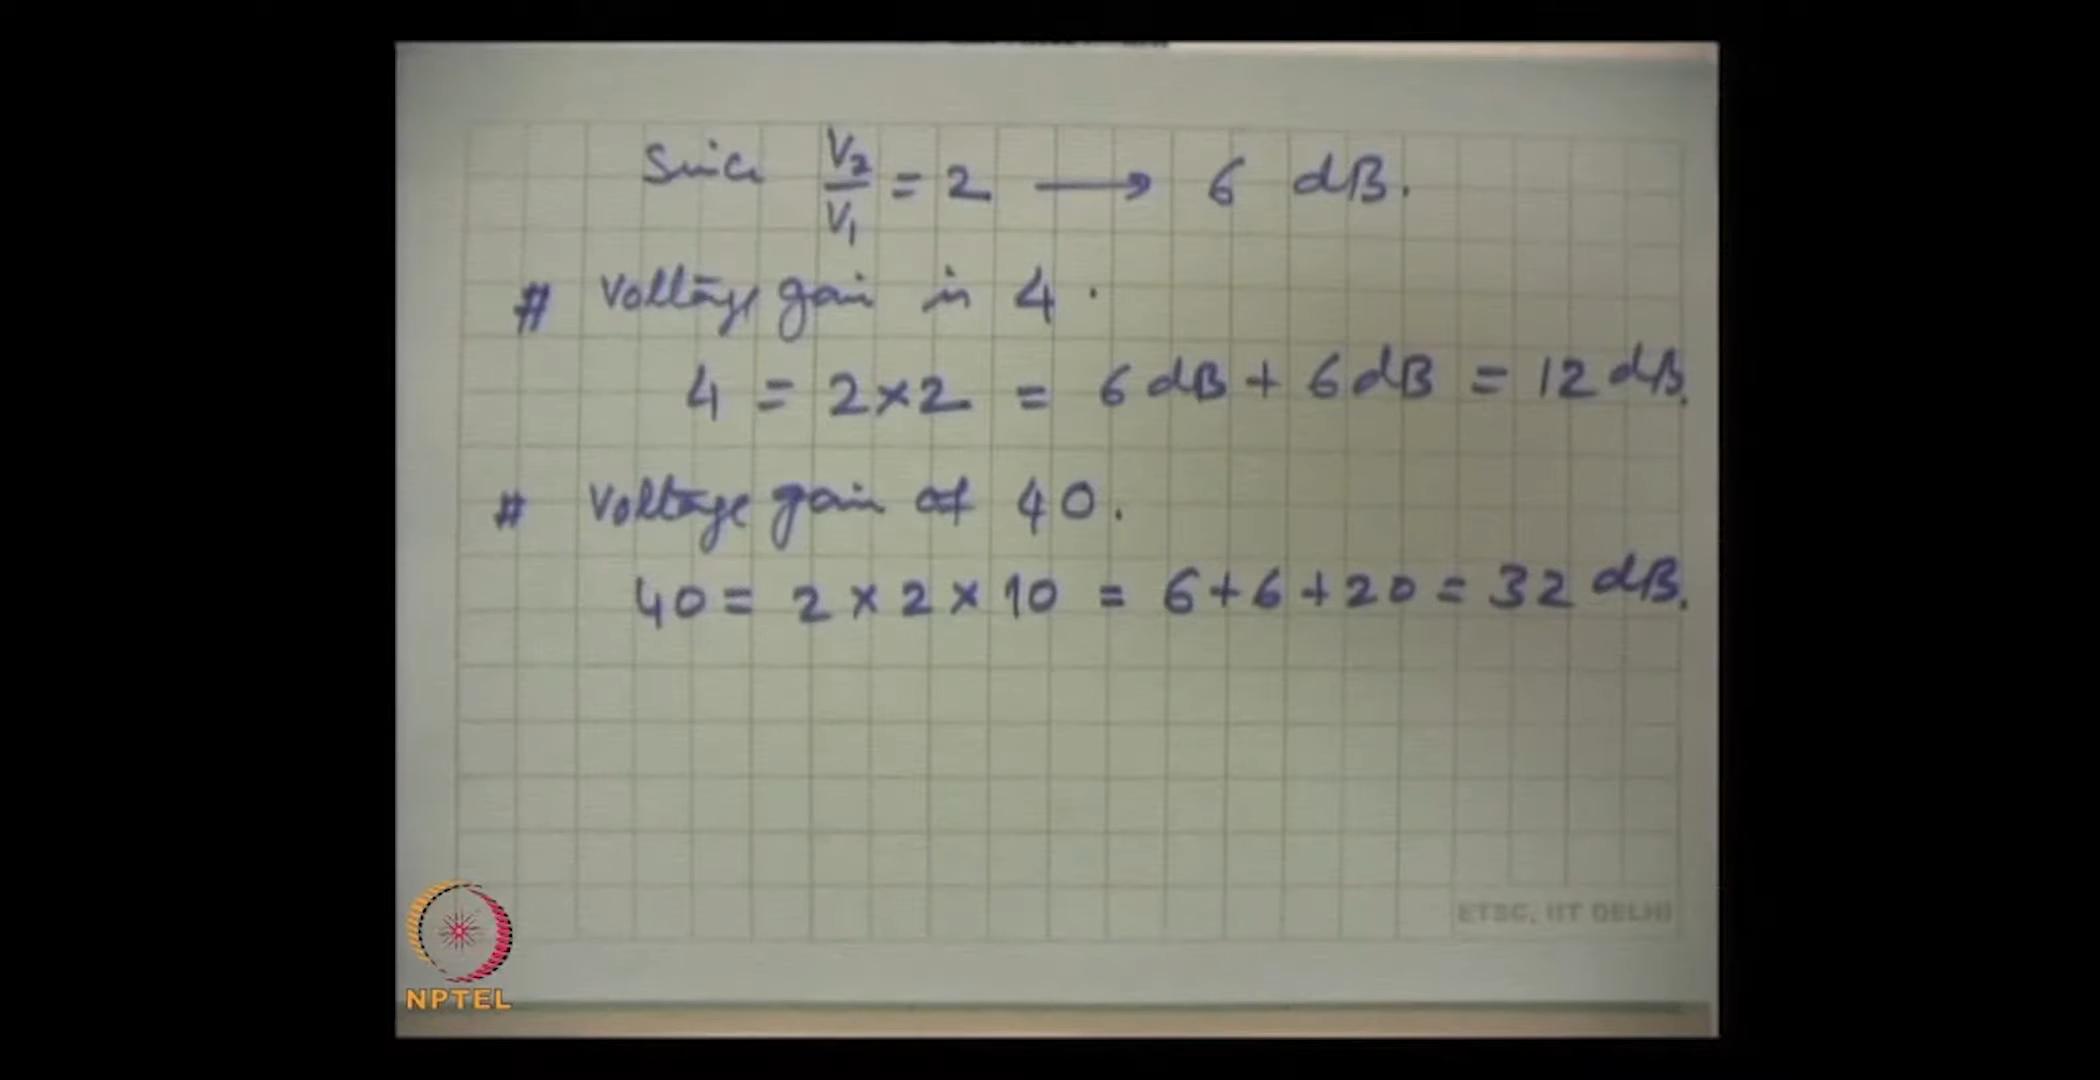 Since V2/V1 = 2 → 6 dB.
# Voltage gain is 4.
4 = 2×2 = 6 dB + 6 dB = 12 dB.
# Voltage gain of 40.
40 = 2 × 2 × 10 = 6+6+20 = 32 dB.
ETSC, IIT DELHI
NPTEL